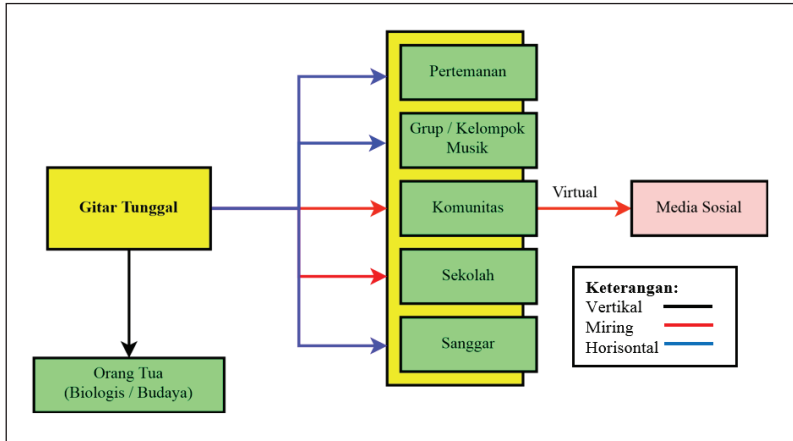 Pertemanan
Grup / Kelompok
Musik
Gitar Tunggal
Komunitas
Virtual
Media Sosial
Sekolah
Sanggar
Orang Tua
(Biologis / Budaya)
Keterangan:
Vertikal
Miring
Horisontal